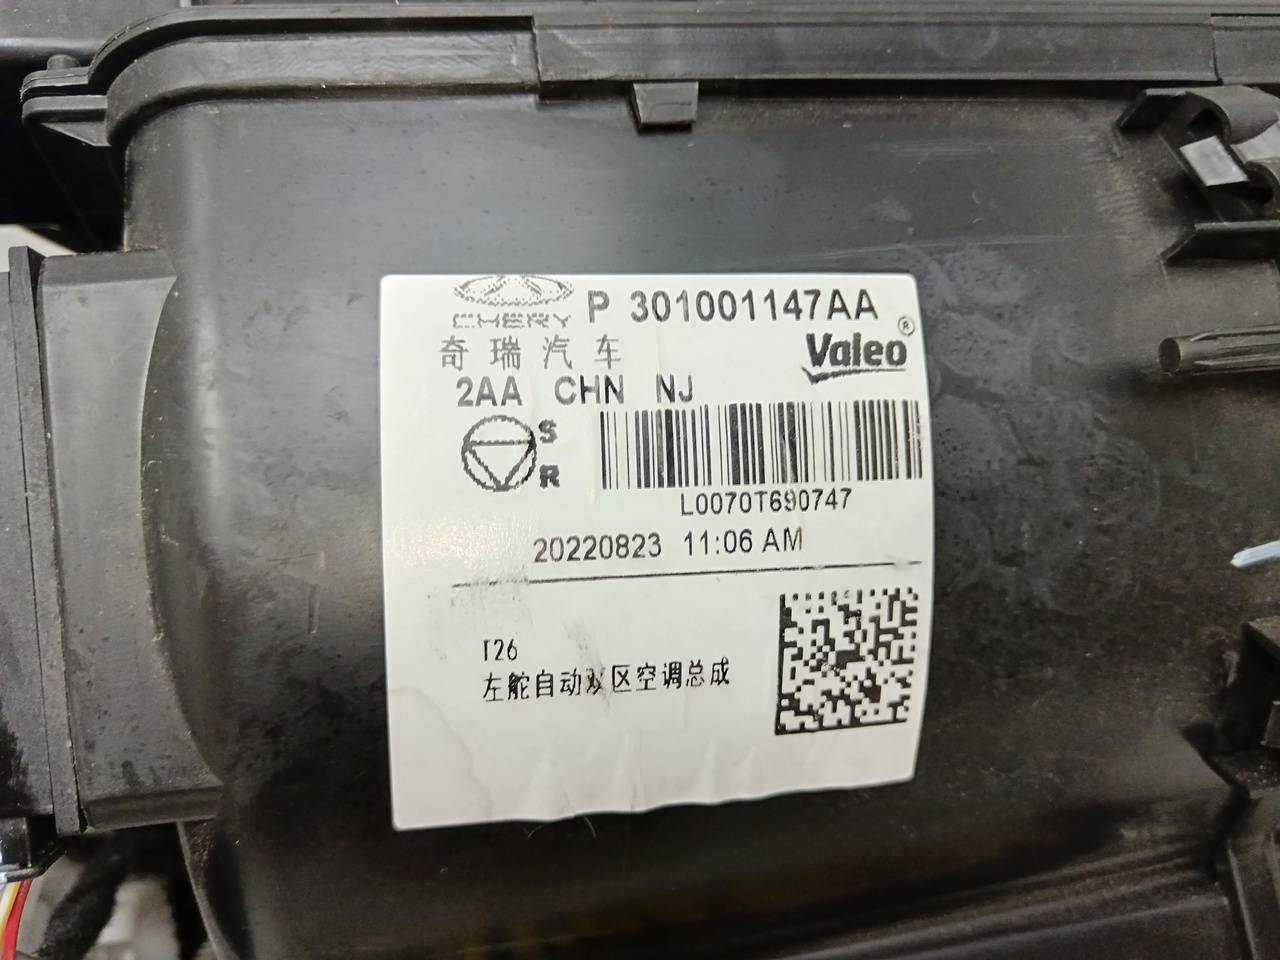 CHERY P 301001147AA
奇瑞汽车 Valeo®
2AA CHN NJ
S
R
L0070T690747
20220823 11:06 AM
T26
左舵自动双区空调总成